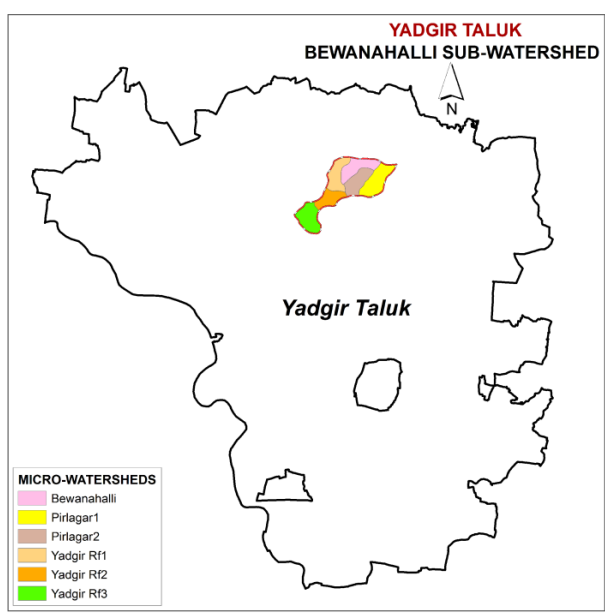 YADGIR TALUK
BEWANAHALLI SUB-WATERSHED
N
Yadgir Taluk
MICRO-WATERSHEDS
Bewanahalli
Pirlagar1
Pirlagar2
Yadgir Rf1
Yadgir Rf2
Yadgir Rf3